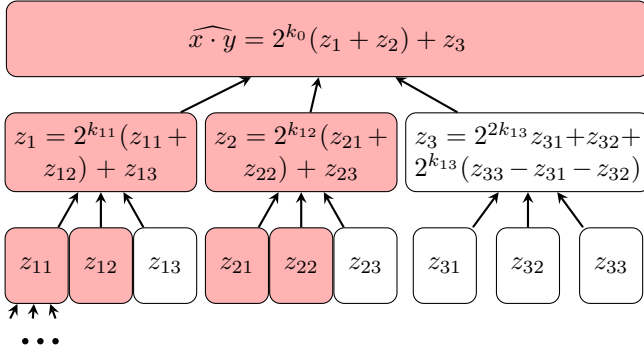 $\widehat{x \cdot y} = 2^{k_0}(z_1 + z_2) + z_3$
$z_1 = 2^{k_{11}}(z_{11} +$
$z_{12}) + z_{13}$
$z_2 = 2^{k_{12}}(z_{21} +$
$z_{22}) + z_{23}$
$z_3 = 2^{2k_{13}}z_{31} + z_{32} +$
$2^{k_{13}}(z_{33} - z_{31} - z_{32})$
$z_{11}$ $z_{12}$ $z_{13}$ $z_{21}$ $z_{22}$ $z_{23}$ $z_{31}$ $z_{32}$ $z_{33}$
•••